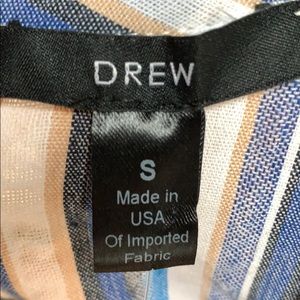 DREW
S
Made in
USA
Of Imported
Fabric